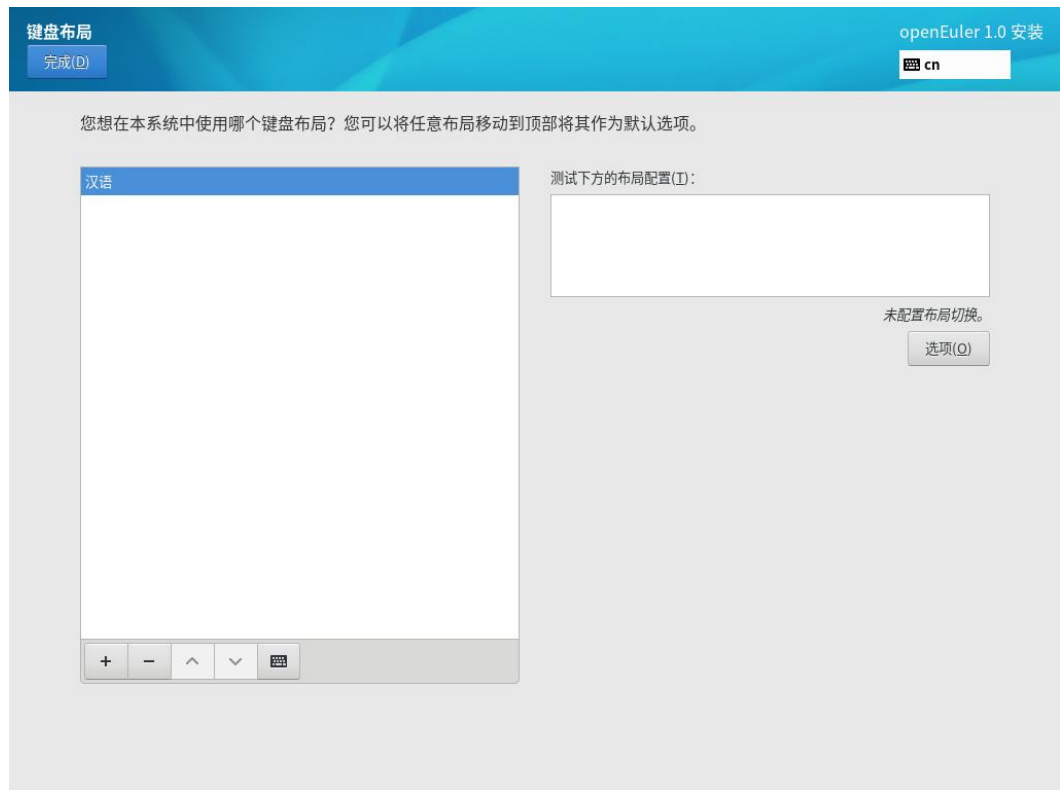 键盘布局
openEuler 1.0 安装
完成(D)
cn
您想在本系统中使用哪个键盘布局？您可以将任意布局移动到顶部将其作为默认选项。
汉语
测试下方的布局配置(T)：
未配置布局切换。
选项(O)